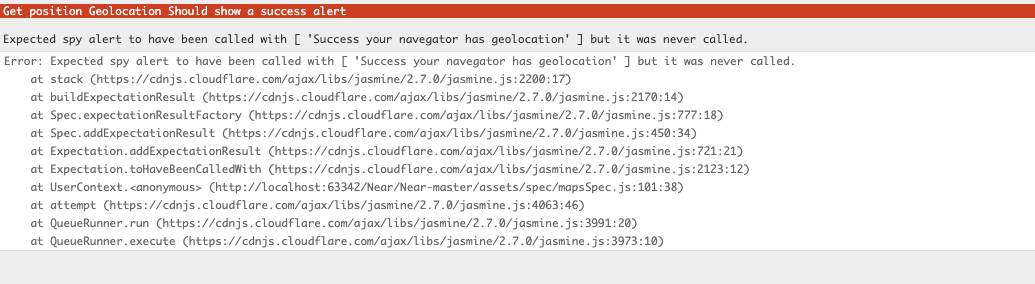 Get position Geolocation Should show a success alert
Expected spy alert to have been called with [ 'Success your navegator has geolocation' ] but it was never called.
Error: Expected spy alert to have been called with [ 'Success your navegator has geolocation' ] but it was never called.
at stack (https://cdnjs.cloudflare.com/ajax/libs/jasmine/2.7.0/jasmine.js:2200:17)
at buildExpectationResult (https://cdnjs.cloudflare.com/ajax/libs/jasmine/2.7.0/jasmine.js:2170:14)
at Spec.expectationResultFactory (https://cdnjs.cloudflare.com/ajax/libs/jasmine/2.7.0/jasmine.js:777:18)
at Spec.addExpectationResult (https://cdnjs.cloudflare.com/ajax/libs/jasmine/2.7.0/jasmine.js:450:34)
at Expectation.addExpectationResult (https://cdnjs.cloudflare.com/ajax/libs/jasmine/2.7.0/jasmine.js:721:21)
at Expectation.toHaveBeenCalledWith (https://cdnjs.cloudflare.com/ajax/libs/jasmine/2.7.0/jasmine.js:2123:12)
at UserContext.<anonymous> (http://localhost:63342/Near/Near-master/assets/spec/mapsSpec.js:101:38)
at attempt (https://cdnjs.cloudflare.com/ajax/libs/jasmine/2.7.0/jasmine.js:4063:46)
at QueueRunner.run (https://cdnjs.cloudflare.com/ajax/libs/jasmine/2.7.0/jasmine.js:3991:20)
at QueueRunner.execute (https://cdnjs.cloudflare.com/ajax/libs/jasmine/2.7.0/jasmine.js:3973:10)